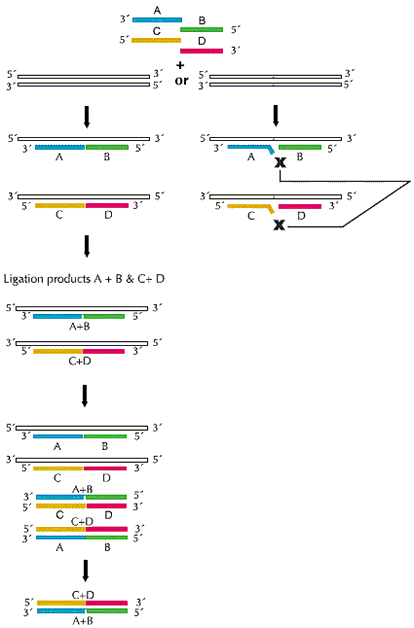 A
3´ B
C D
5´ 3´
+
or
5´ 3´ 5´ 3´
3´ 5´ 3´ 5´
5´ 3´ 5´ 3´
3´ A B 5´ 3´ A B 5´
X
5´ 3´ 5´ 3´
5´ C D 3´ 5´ C D 3´
X
Ligation products A + B & C+ D
5´ 3´
3´ 5´
A+B
5´ 3´
5´ 3´
C+D
5´ 3´
3´ A B 5´
5´ 3´
5´ C D 3´
A+B
3´ 5´
5´ C D 3´
C+D
5´ 3´
3´ A B 5´
C+D
5´ 3´
3´ 5´
A+B